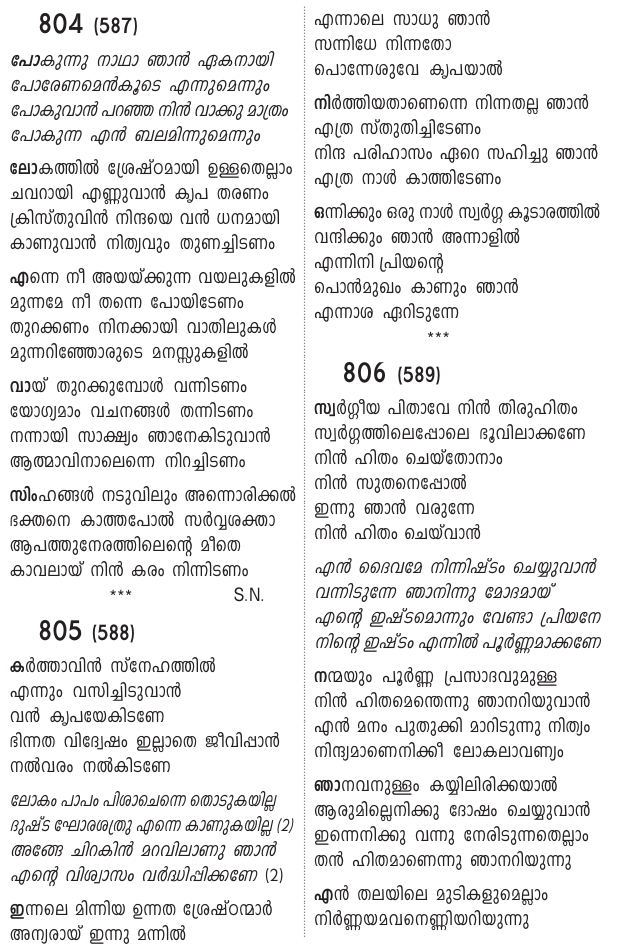 804 (587)
പോകുന്നു നാഥാ ഞാൻ ഏകനായി
പോരേണമെൻകൂടെ എന്നുമെന്നും
പോകുവാൻ പറഞ്ഞ നിൻ വാക്കു മാത്രം
പോകുന്ന എൻ ബലമിന്നുമെന്നും
ലോകത്തിൽ ശ്രേഷ്ഠമായി ഉള്ളതെല്ലാം
ചവറായി എണ്ണുവാൻ കൃപ തരണം
ക്രിസ്തുവിൻ നിന്ദയെ വൻ ധനമായി
കാണുവാൻ നിത്യവും തുണച്ചിടണം
എന്നെ നീ അയയ്ക്കുന്ന വയലുകളിൽ
മുന്നമേ നീ തന്നെ പോയിടേണം
തുറക്കണം നിനക്കായി വാതിലുകൾ
മുന്നറിഞ്ഞോരുടെ മനസ്സുകളിൽ
വായ് തുറക്കുമ്പോൾ വന്നിടണം
യോഗ്യമാം വചനങ്ങൾ തന്നിടണം
നന്നായി സാക്ഷ്യം ഞാനേകിടുവാൻ
ആത്മാവിനാലെന്നെ നിറച്ചിടണം
സിംഹങ്ങൾ നടുവിലും അന്നൊരിക്കൽ
ഭക്തനെ കാത്തപോൽ സർവ്വശക്താ
ആപത്തുനേരത്തിലെന്റെ മീതെ
കാവലായ് നിൻ കരം നിന്നിടണം
*** S.N.
805 (588)
കർത്താവിൻ സ്നേഹത്തിൽ
എന്നും വസിച്ചിടുവാൻ
വൻ കൃപയേകിടണേ
ഭിന്നത വിദ്വേഷം ഇല്ലാതെ ജീവിപ്പാൻ
നൽവരം നൽകിടണേ
ലോകം പാപം പിശാചെന്നെ തൊടുകയില്ല
ദുഷ്ട ഘോരശത്രു എന്നെ കാണുകയില്ല (2)
അങ്ങേ ചിറകിൻ മറവിലാണു ഞാൻ
എന്റെ വിശ്വാസം വർദ്ധിപ്പിക്കണേ (2)
ഇന്നലെ മിന്നിയ ഉന്നത ശ്രേഷ്ഠന്മാർ
അന്യരായ് ഇന്നു മന്നിൽ
എന്നാലെ സാധു ഞാൻ
സന്നിധേ നിന്നതോ
പൊന്നേശുവേ കൃപയാൽ
നിർത്തിയതാണെന്നെ നിന്നതല്ല ഞാൻ
എത്ര സ്തുതിച്ചിടേണം
നിന്ദ പരിഹാസം ഏറെ സഹിച്ചു ഞാൻ
എത്ര നാൾ കാത്തിടേണം
ഒന്നിക്കും ഒരു നാൾ സ്വർഗ്ഗ കൂടാരത്തിൽ
വന്ദിക്കും ഞാൻ അന്നാളിൽ
എന്നിനി പ്രിയന്റെ
പൊൻമുഖം കാണും ഞാൻ
എന്നാശ ഏറിടുന്നേ
***
806 (589)
സ്വർഗ്ഗീയ പിതാവേ നിൻ തിരുഹിതം
സ്വർഗ്ഗത്തിലെപ്പോലെ ഭൂവിലാക്കണേ
നിൻ ഹിതം ചെയ്തോനാം
നിൻ സുതനെപ്പോൽ
ഇന്നു ഞാൻ വരുന്നേ
നിൻ ഹിതം ചെയ്‌വാൻ
എൻ ദൈവമേ നിന്നിഷ്ടം ചെയ്യുവാൻ
വന്നിടുന്നേ ഞാനിന്നു മോദമായ്
എന്റെ ഇഷ്ടമൊന്നും വേണ്ടാ പ്രിയനേ
നിന്റെ ഇഷ്ടം എന്നിൽ പൂർണ്ണമാക്കണേ
നന്മയും പൂർണ്ണ പ്രസാദവുമുള്ള
നിൻ ഹിതമെന്തെന്നു ഞാനറിയുവാൻ
എൻ മനം പുതുക്കി മാറിടുന്നു നിത്യം
നിന്ദ്യമാണെനിക്കീ ലോകലാവണ്യം
ഞാനവനുള്ളം കയ്യിലിരിക്കയാൽ
ആരുമില്ലെനിക്കു ദോഷം ചെയ്യുവാൻ
ഇന്നെനിക്കു വന്നു നേരിടുന്നതെല്ലാം
തൻ ഹിതമാണെന്നു ഞാനറിയുന്നു
എൻ തലയിലെ മുടികളുമെല്ലാം
നിർണ്ണയമവനെണ്ണിയറിയുന്നു